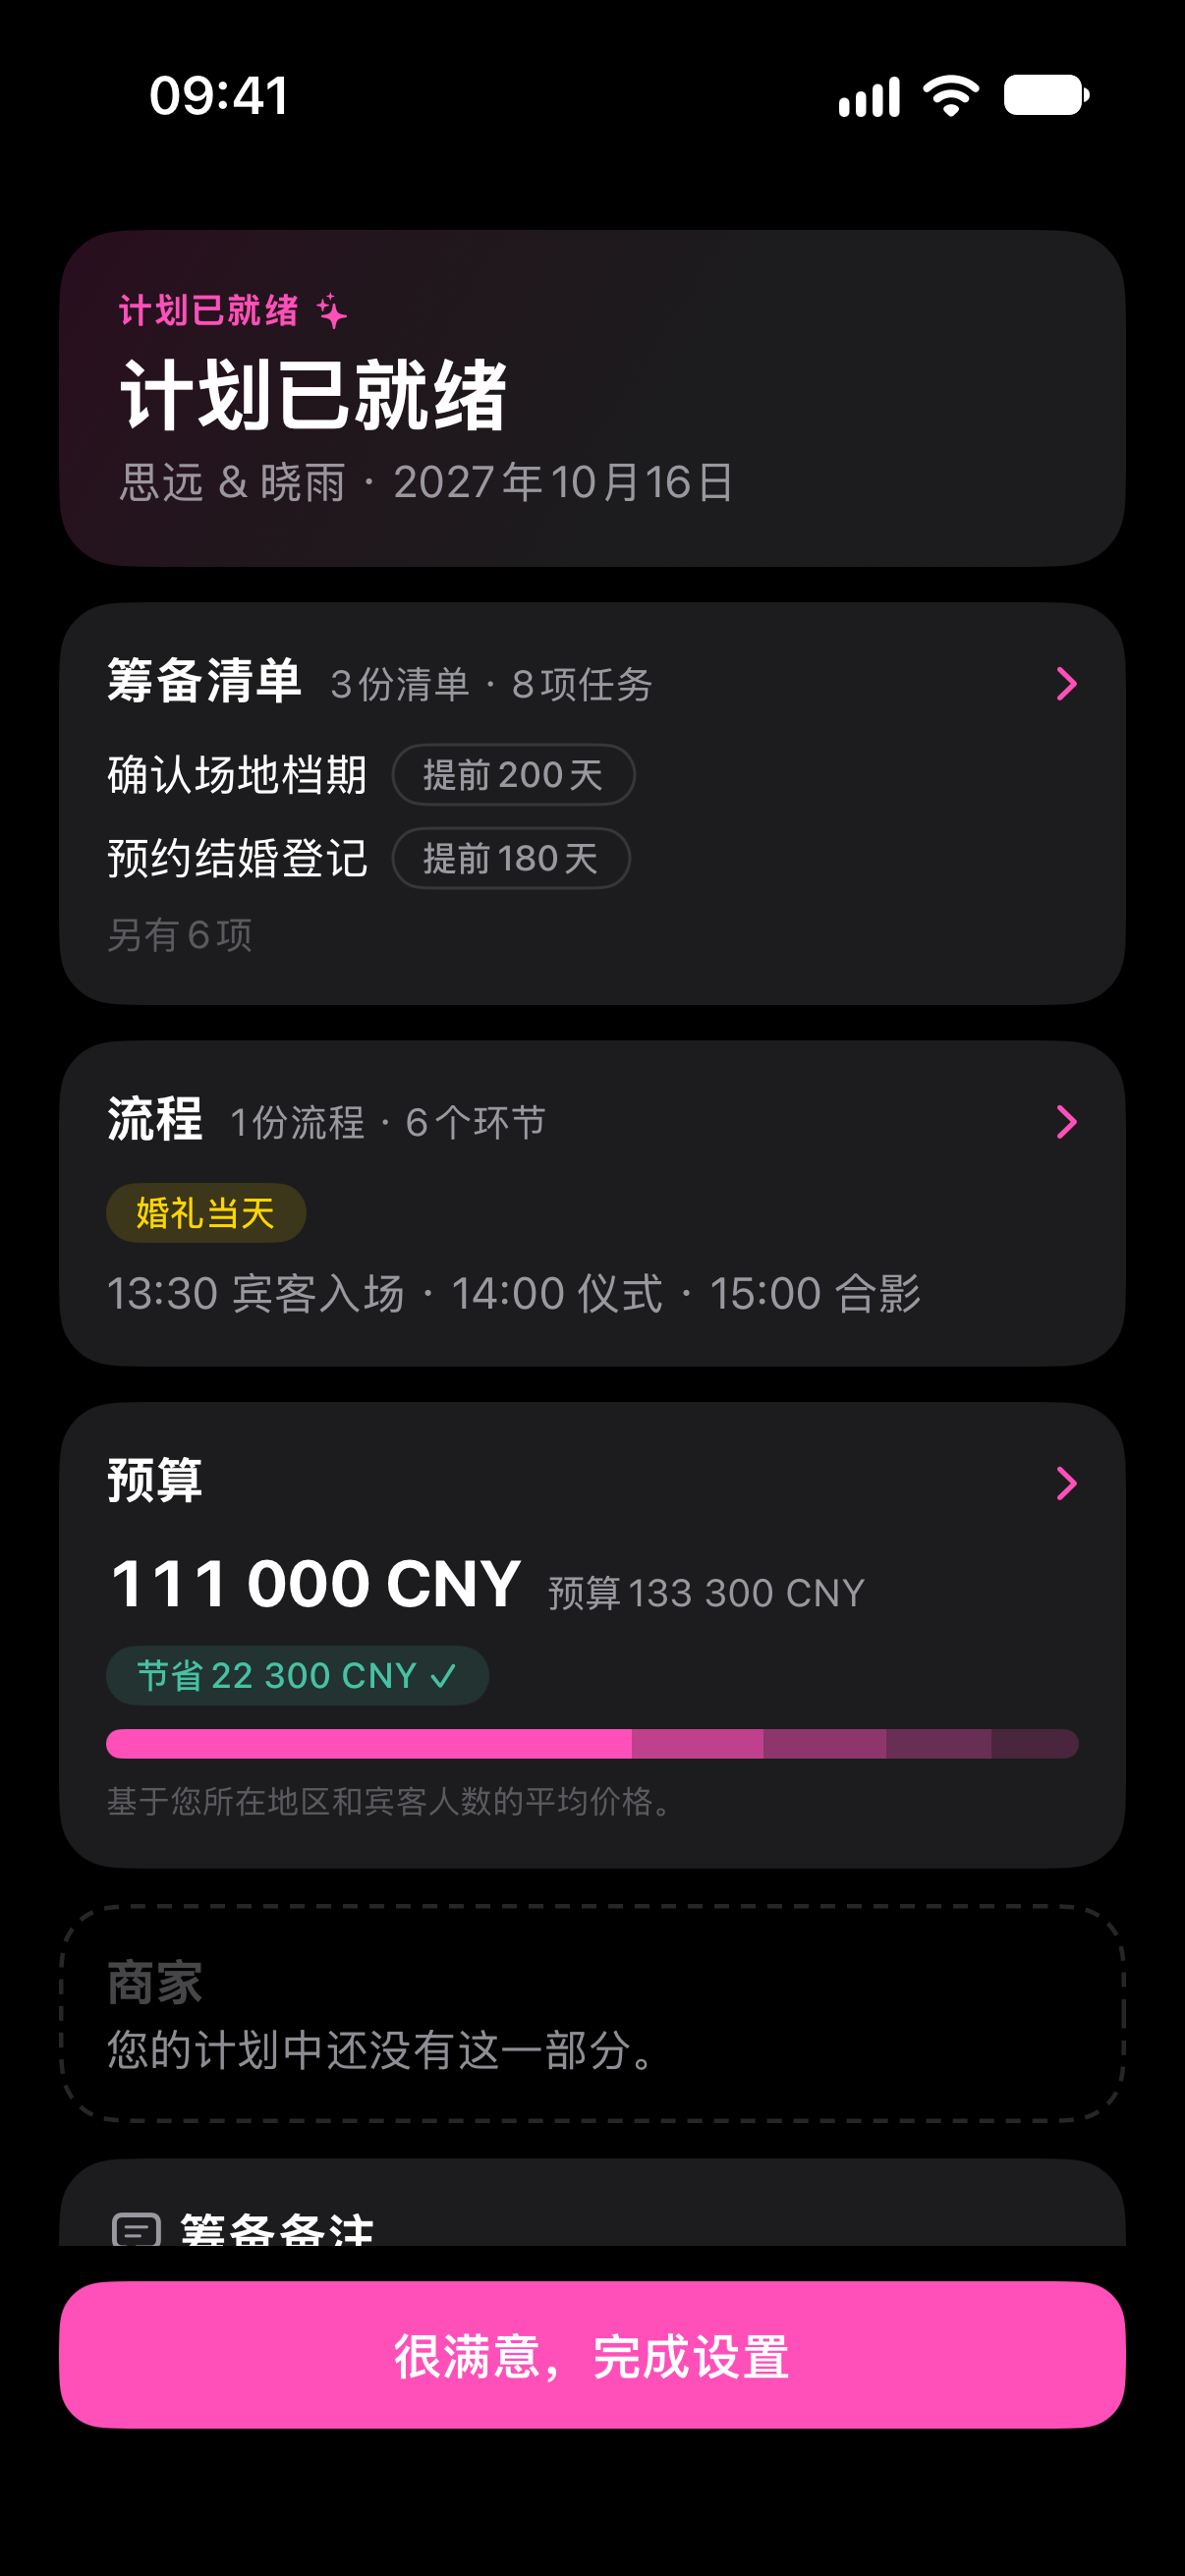 09:41
计划已就绪
计划已就绪
思远 & 晓雨 · 2027年10月16日
筹备清单 3份清单 · 8项任务
确认场地档期 提前200天
预约结婚登记 提前180天
另有6项
流程 1份流程 · 6个环节
婚礼当天
13:30 宾客入场 · 14:00 仪式 · 15:00 合影
预算
111 000 CNY 预算133 300 CNY
节省22 300 CNY ✓
基于您所在地区和宾客人数的平均价格。
商家
您的计划中还没有这一部分。
筹备备注
很满意，完成设置